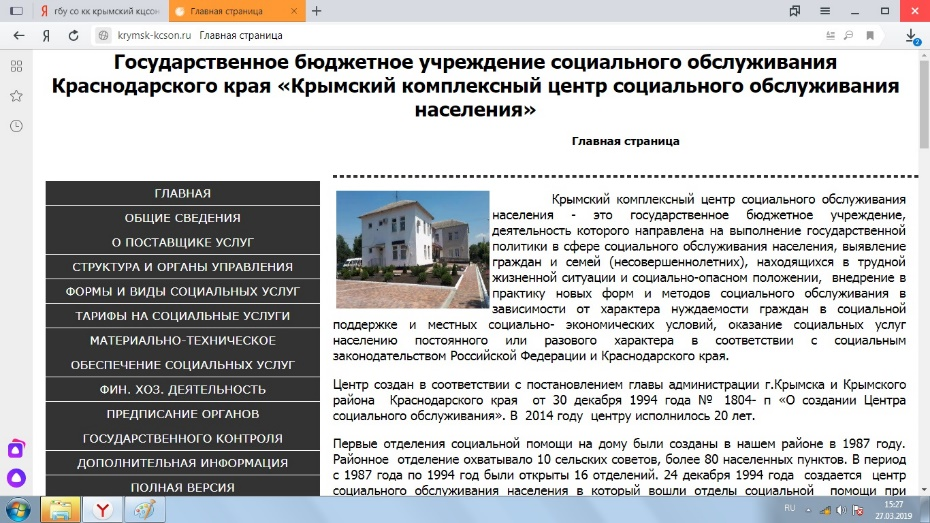 гбу со кк крымский кцсон
Главная страница
krymsk-kcson.ru Главная страница
2
Государственное бюджетное учреждение социального обслуживания
Краснодарского края «Крымский комплексный центр социального обслуживания
населения»
Главная страница
ГЛАВНАЯ
ОБЩИЕ СВЕДЕНИЯ
О ПОСТАВЩИКЕ УСЛУГ
СТРУКТУРА И ОРГАНЫ УПРАВЛЕНИЯ
ФОРМЫ И ВИДЫ СОЦИАЛЬНЫХ УСЛУГ
ТАРИФЫ НА СОЦИАЛЬНЫЕ УСЛУГИ
МАТЕРИАЛЬНО-ТЕХНИЧЕСКОЕ
ОБЕСПЕЧЕНИЕ СОЦИАЛЬНЫХ УСЛУГ
ФИН. ХОЗ. ДЕЯТЕЛЬНОСТЬ
ПРЕДПИСАНИЕ ОРГАНОВ
ГОСУДАРСТВЕННОГО КОНТРОЛЯ
ДОПОЛНИТЕЛЬНАЯ ИНФОРМАЦИЯ
ПОЛНАЯ ВЕРСИЯ
Крымский комплексный центр социального обслуживания
населения - это государственное бюджетное учреждение,
деятельность которого направлена на выполнение государственной
политики в сфере социального обслуживания населения, выявление
граждан и семей (несовершеннолетних), находящихся в трудной
жизненной ситуации и социально-опасном положении, внедрение в
практику новых форм и методов социального обслуживания в
зависимости от характера нуждаемости граждан в социальной
поддержке и местных социально- экономических условий, оказание социальных услуг
населению постоянного или разового характера в соответствии с социальным
законодательством Российской Федерации и Краснодарского края.
Центр создан в соответствии с постановлением главы администрации г.Крымска и Крымского
района Краснодарского края от 30 декабря 1994 года № 1804- п «О создании Центра
социального обслуживания». В 2014 году центру исполнилось 20 лет.
Первые отделения социальной помощи на дому были созданы в нашем районе в 1987 году.
Районное отделение охватывало 10 сельских советов, более 80 населенных пунктов. В период
с 1987 года по 1994 год были открыты 16 отделений. 24 декабря 1994 года создается центр
социального обслуживания населения в который вошли отделы социальной помощи при
RU
15:27
27.03.2019